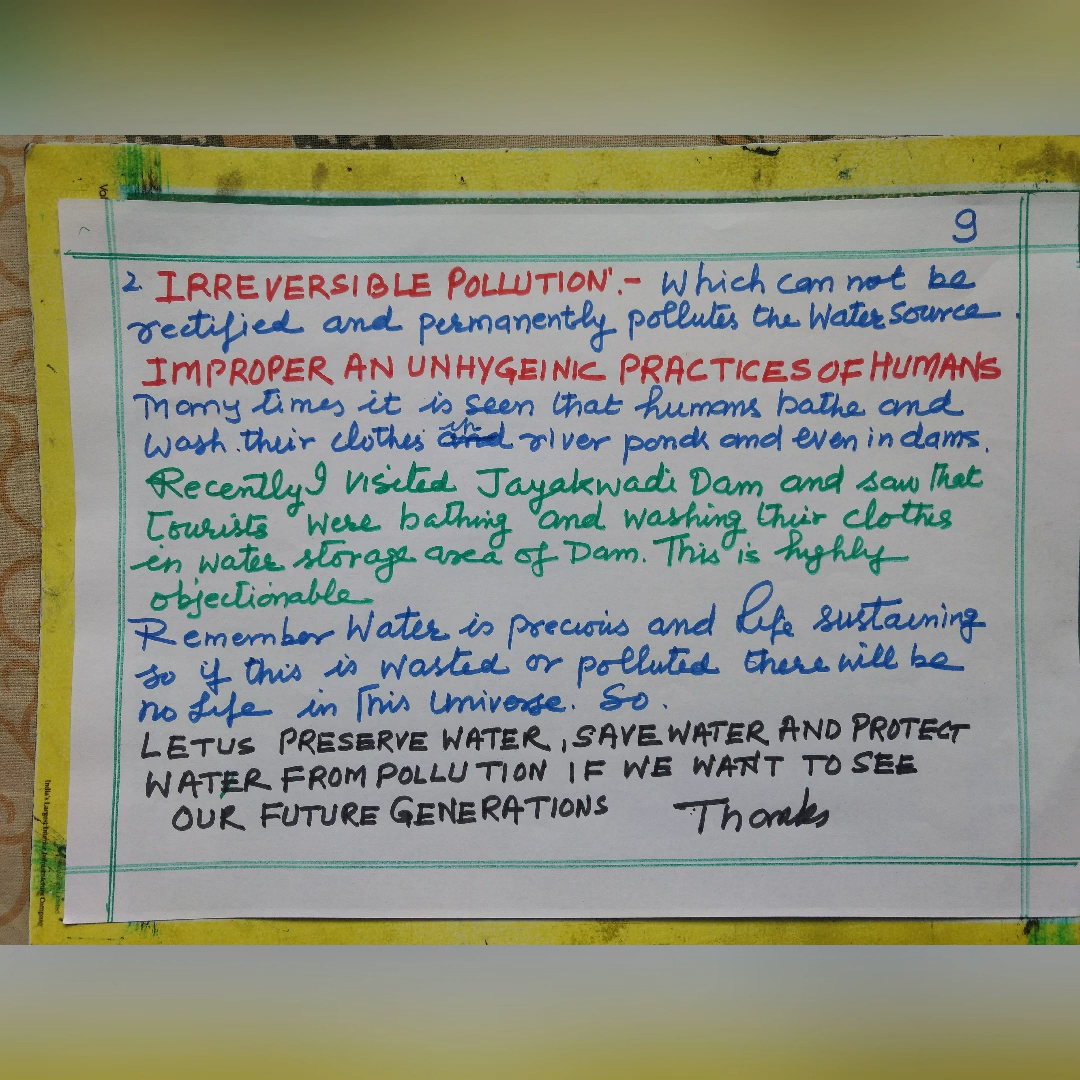 9
2. IRREVERSIBLE POLLUTION:- Which can not be
rectified and permanently pollutes the Water Source.
IMPROPER AN UNHYGEINIC PRACTICES OF HUMANS
Many times it is seen that humans bathe and
wash their clothes in river ponds and even in dams.
Recently I visited Jayakwadi Dam and saw that
tourists were bathing and washing their clothes
in water storage area of Dam. This is highly
objectionable
Remember Water is precious and life sustaining
so if this is wasted or polluted there will be
no Life in This Universe. So.
LET US PRESERVE WATER, SAVE WATER AND PROTECT
WATER FROM POLLUTION IF WE WANT TO SEE
OUR FUTURE GENERATIONS Thanks